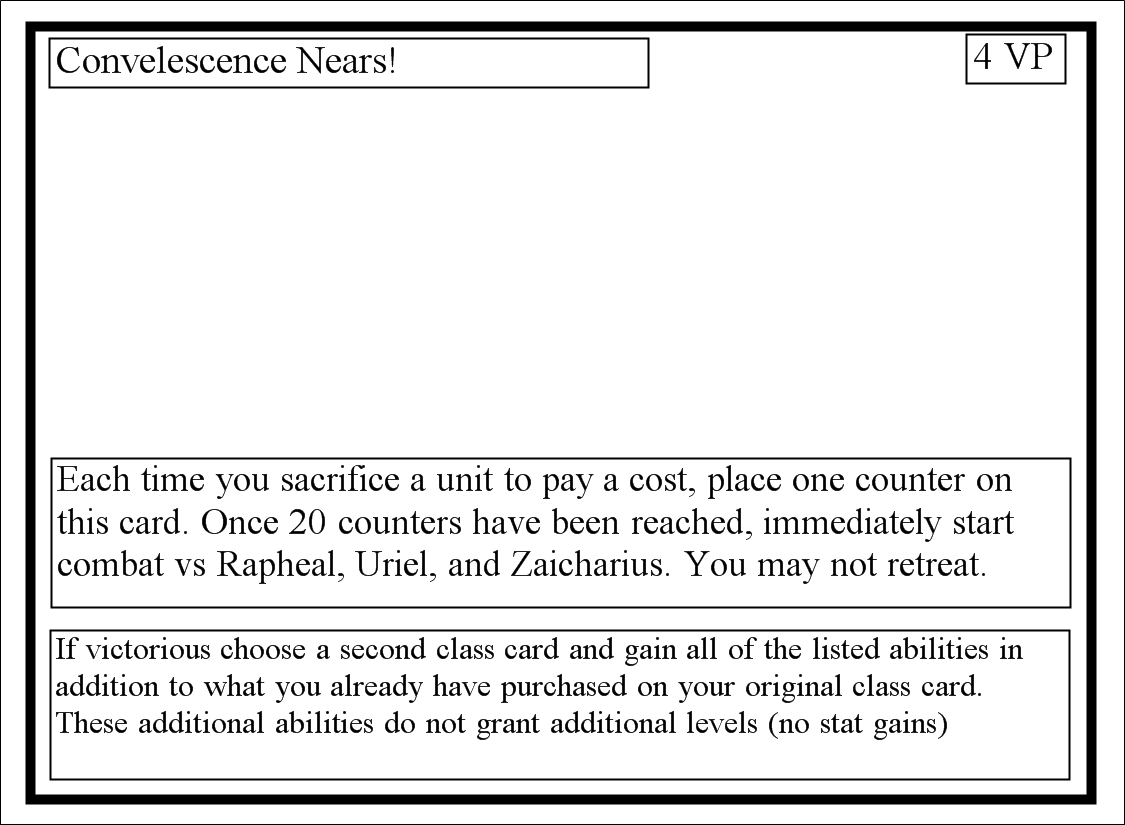 Convelescence Nears!
4 VP
Each time you sacrifice a unit to pay a cost, place one counter on
this card. Once 20 counters have been reached, immediately start
combat vs Rapheal, Uriel, and Zaicharius. You may not retreat.
If victorious choose a second class card and gain all of the listed abilities in
addition to what you already have purchased on your original class card.
These additional abilities do not grant additional levels (no stat gains)